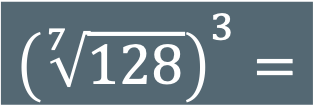 (⁷√128)³ =